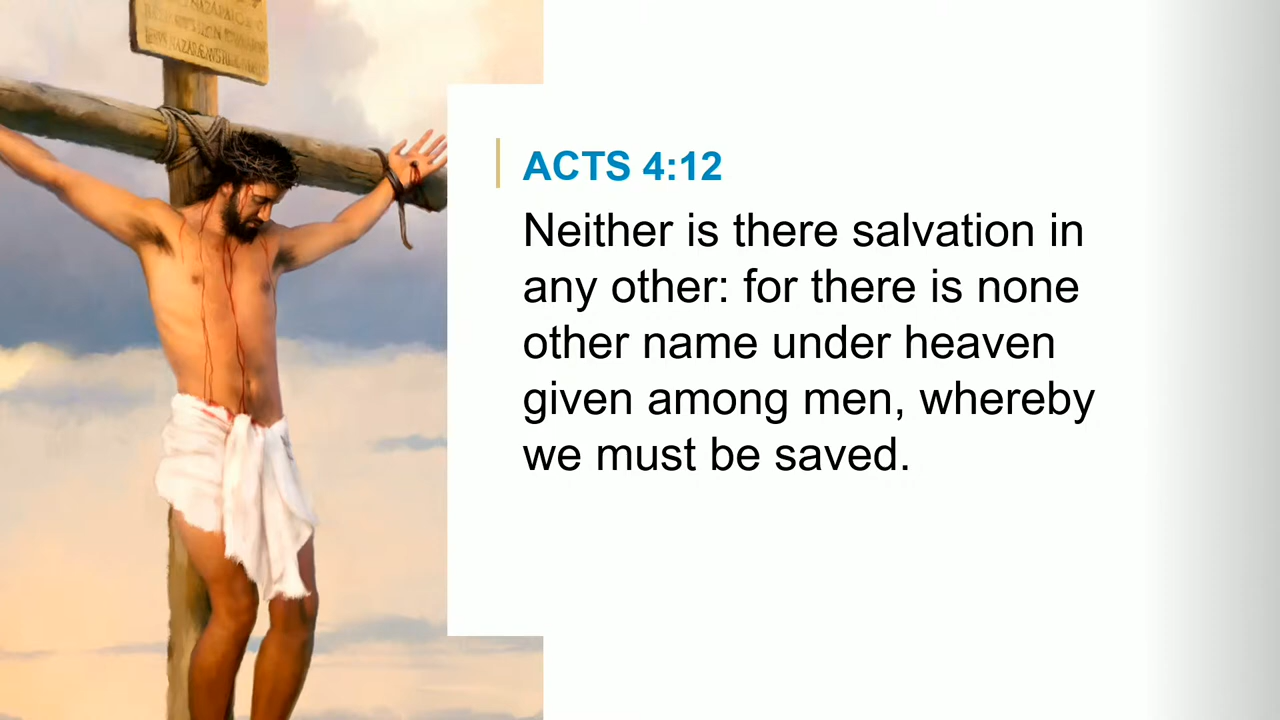 ACTS 4:12
Neither is there salvation in
any other: for there is none
other name under heaven
given among men, whereby
we must be saved.